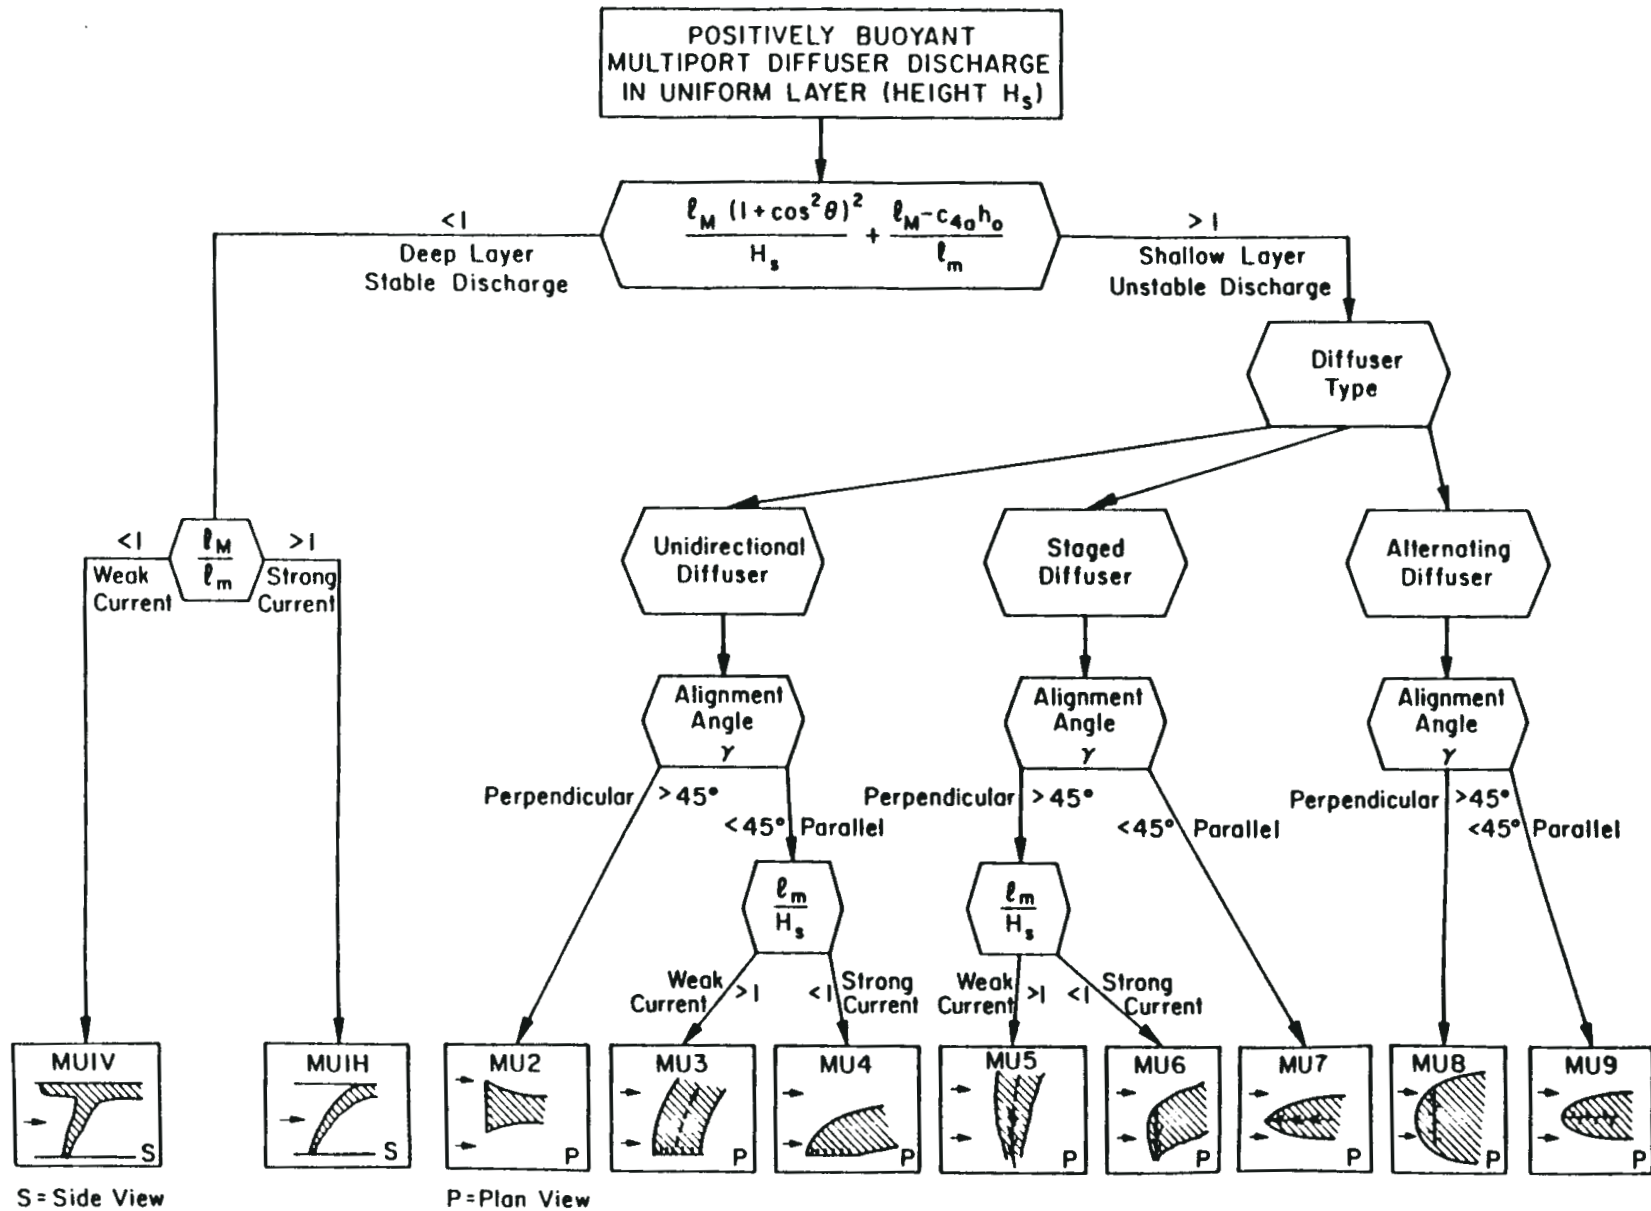 POSITIVELY BUOYANT
MULTIPORT DIFFUSER DISCHARGE
IN UNIFORM LAYER (HEIGHT Hs)
ℓM (1+cos²θ)² / Hs + ℓM−c4a ho / ℓm
<1
Deep Layer
Stable Discharge
>1
Shallow Layer
Unstable Discharge
Diffuser
Type
ℓM / ℓm
<1
Weak
Current
>1
Strong
Current
Unidirectional
Diffuser
Staged
Diffuser
Alternating
Diffuser
Alignment
Angle
γ
Alignment
Angle
γ
Alignment
Angle
γ
Perpendicular >45°
<45° Parallel
Perpendicular >45°
<45° Parallel
Perpendicular >45°
<45° Parallel
ℓm / Hs
ℓm / Hs
Weak
Current >1
<1 Strong
Current
Weak
Current >1
<1 Strong
Current
MU1V
S
MU1H
S
MU2
P
MU3
P
MU4
P
MU5
P
MU6
P
MU7
P
MU8
P
MU9
P
S=Side View
P=Plan View